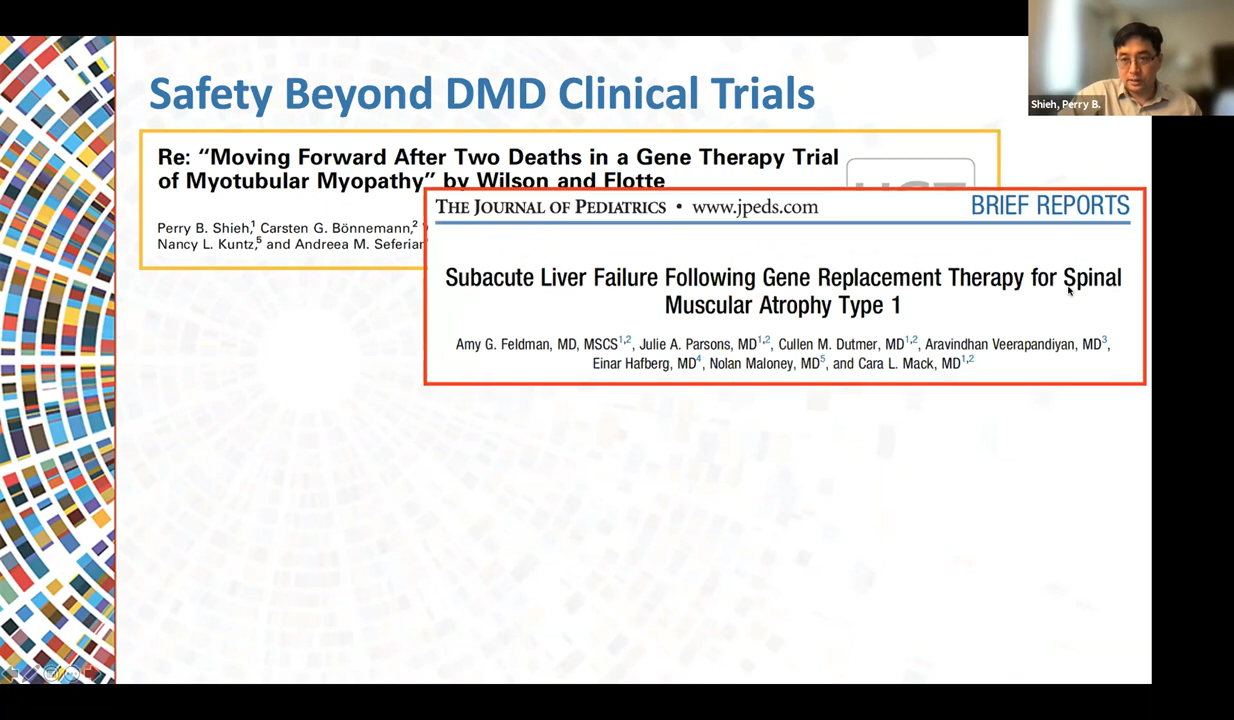 Safety Beyond DMD Clinical Trials
Shieh, Perry B.
Re: “Moving Forward After Two Deaths in a Gene Therapy Trial
of Myotubular Myopathy” by Wilson and Flotte
Perry B. Shieh,1 Carsten G. Bönnemann,2
Nancy L. Kuntz,5 and Andreea M. Seferian
THE JOURNAL OF PEDIATRICS • www.jpeds.com
BRIEF REPORTS
Subacute Liver Failure Following Gene Replacement Therapy for Spinal
Muscular Atrophy Type 1
Amy G. Feldman, MD, MSCS1,2, Julie A. Parsons, MD1,2, Cullen M. Dutmer, MD1,2, Aravindhan Veerapandiyan, MD3,
Einar Hafberg, MD4, Nolan Maloney, MD5, and Cara L. Mack, MD1,2